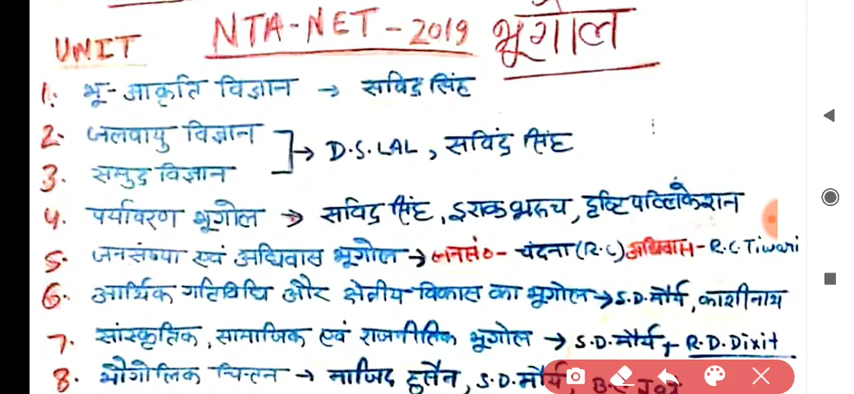 UNIT NTA-NET-2019 भूगोल
1. भू-आकृति विज्ञान → सविंद्र सिंह
2. जलवायु विज्ञान
→ D.S.LAL, सविंद्र सिंह
3. समुद्र विज्ञान
4. पर्यावरण भूगोल → सविंद्र सिंह, इराक भरुच, दृष्टि पब्लिकेशन
5. जनसंख्या एवं अधिवास भूगोल → जनसं०- चंदना (R.C) अधिवास - R.C.Tiwari
6. आर्थिक गतिविधि और क्षेत्रीय-विकास का भूगोल → S.D.मौर्य, काशीनाथ
7. सांस्कृतिक, सामाजिक एवं राजनीतिक भूगोल → S.D.मौर्य + R.D.Dixit
8. भौगोलिक चिन्तन → माजिद हुसैन, S.D.मौर्य,